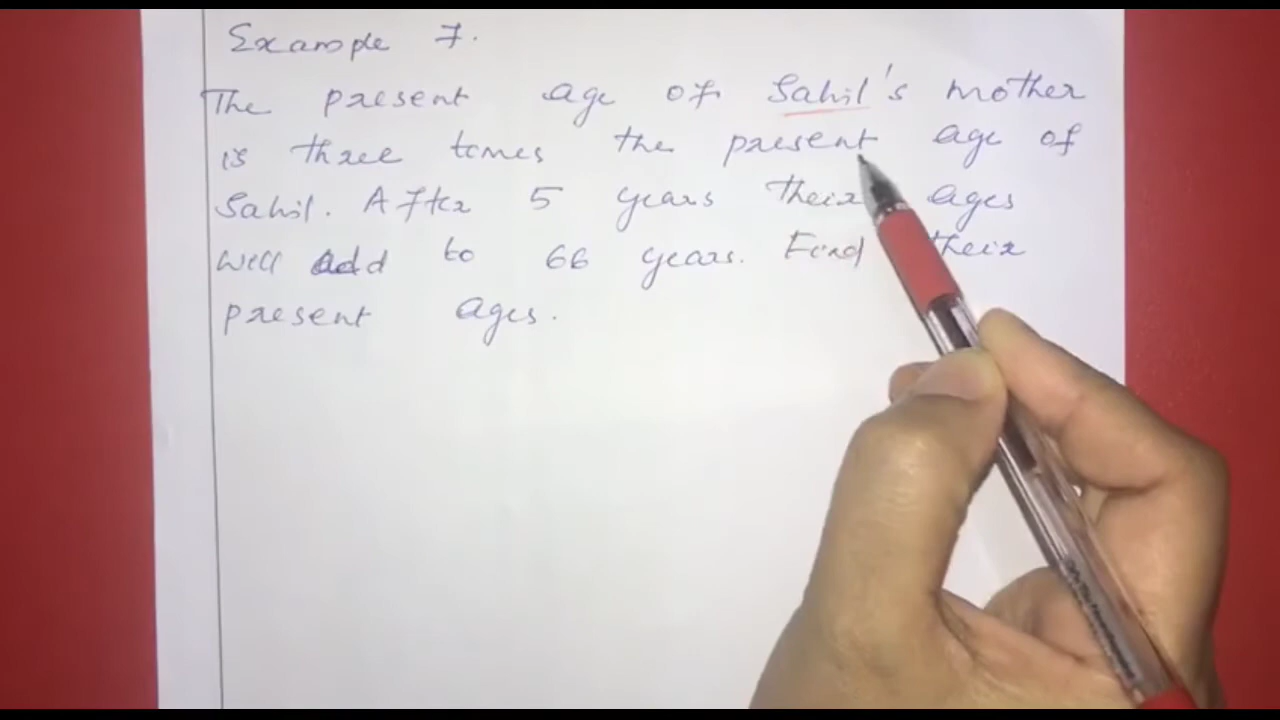 Example 7.
The present age of Sahil's mother
is three times the present age of
Sahil. After 5 years their ages
will add to 66 years. Find their
present ages.